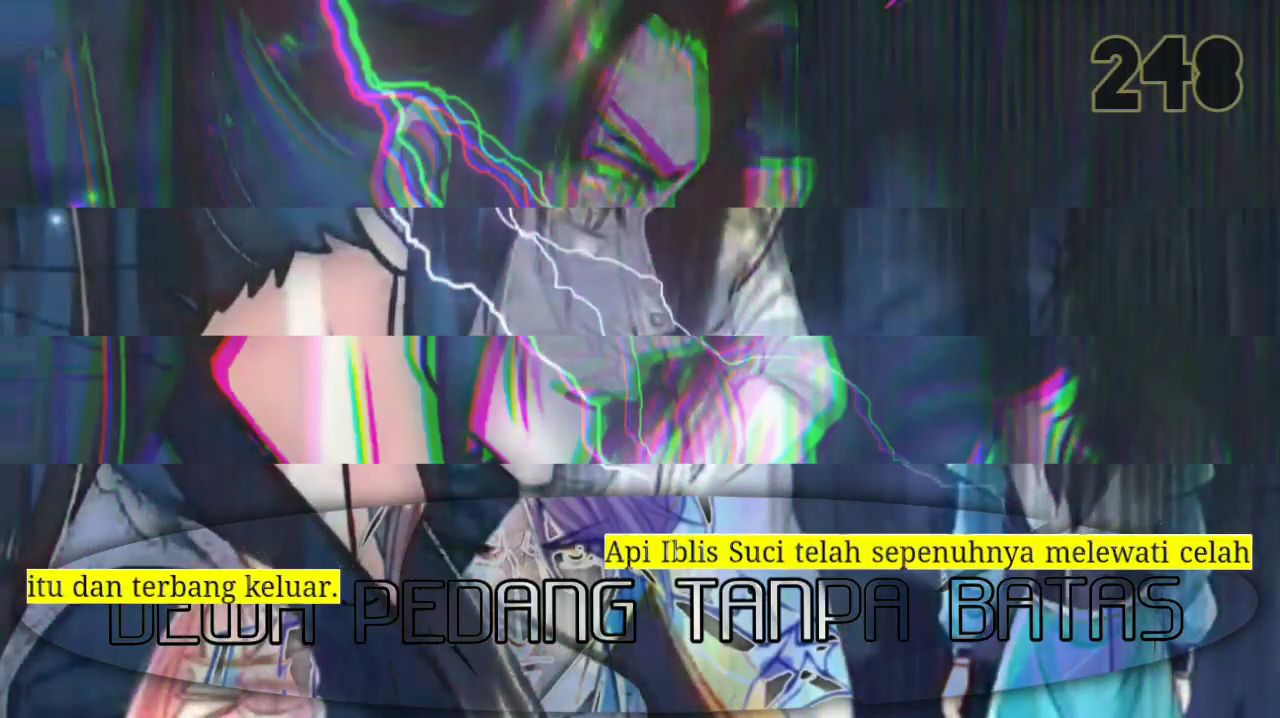 248
Api Iblis Suci telah sepenuhnya melewati celah
itu dan terbang keluar.
DEWA PEDANG TANPA BATAS